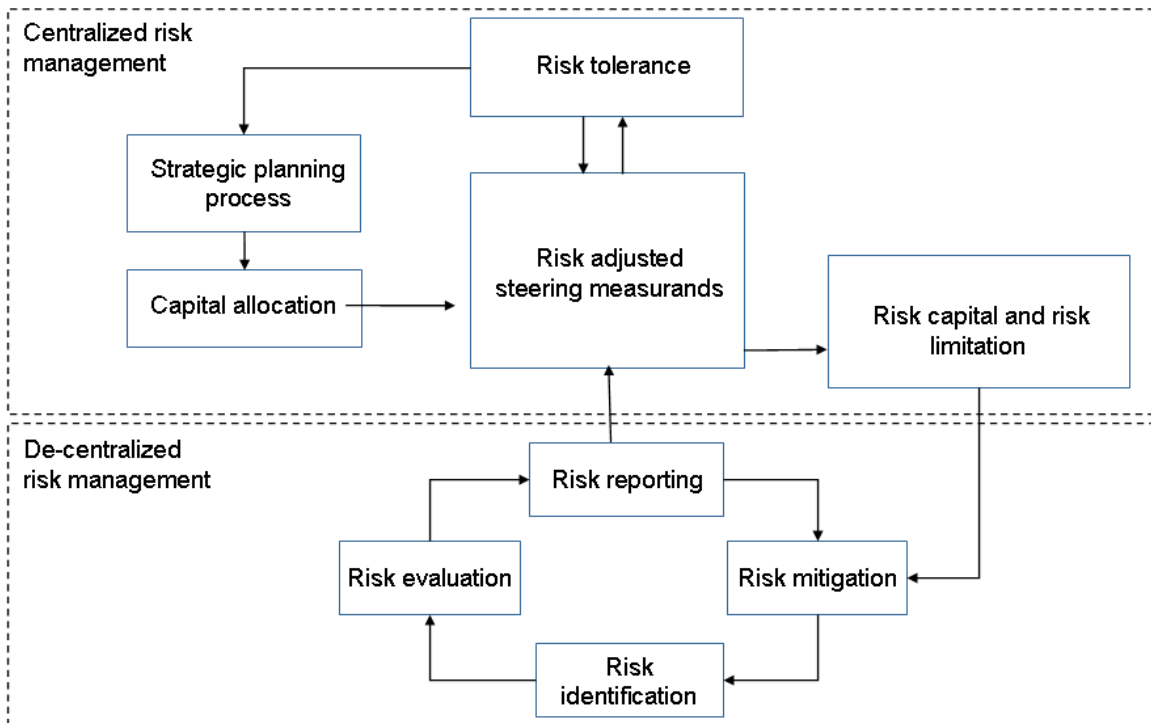 Centralized risk
management
Risk tolerance
Strategic planning
process
Capital allocation
Risk adjusted
steering measurands
Risk capital and risk
limitation
De-centralized
risk management
Risk reporting
Risk evaluation
Risk mitigation
Risk
identification